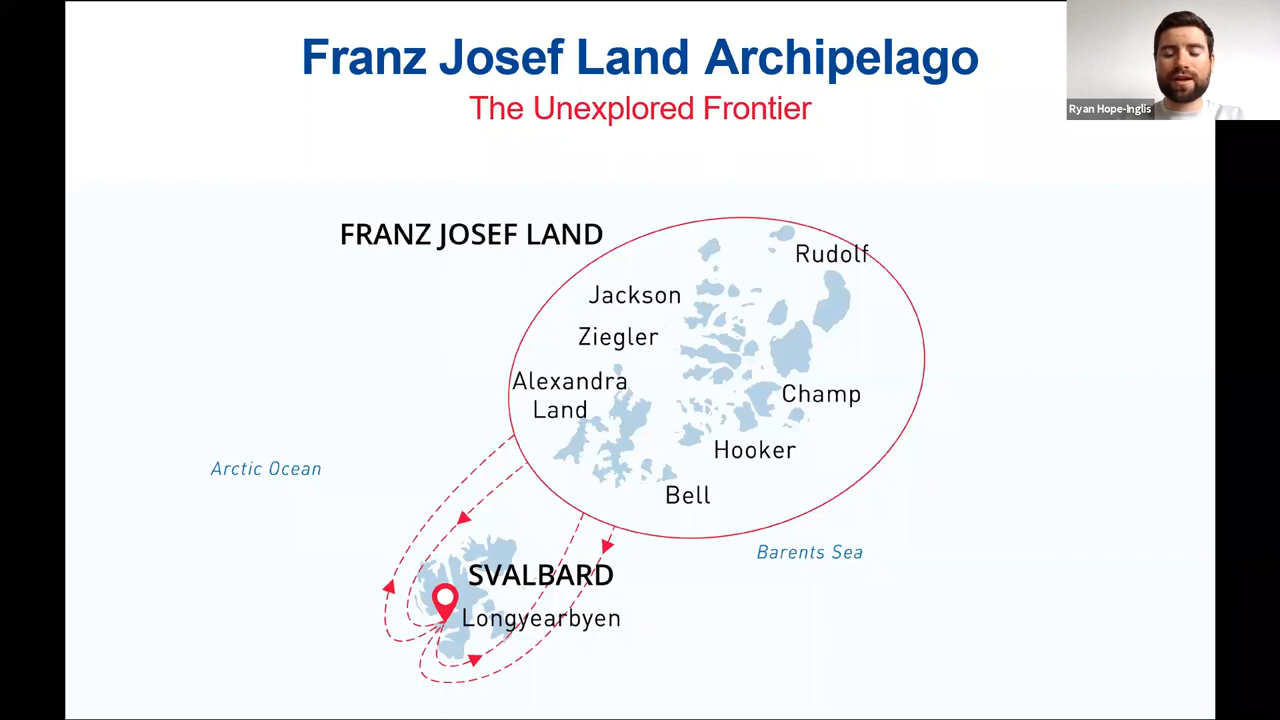 Franz Josef Land Archipelago
The Unexplored Frontier
Ryan Hope-Inglis
FRANZ JOSEF LAND
Rudolf
Jackson
Ziegler
Alexandra
Land
Champ
Hooker
Arctic Ocean
Bell
Barents Sea
SVALBARD
Longyearbyen